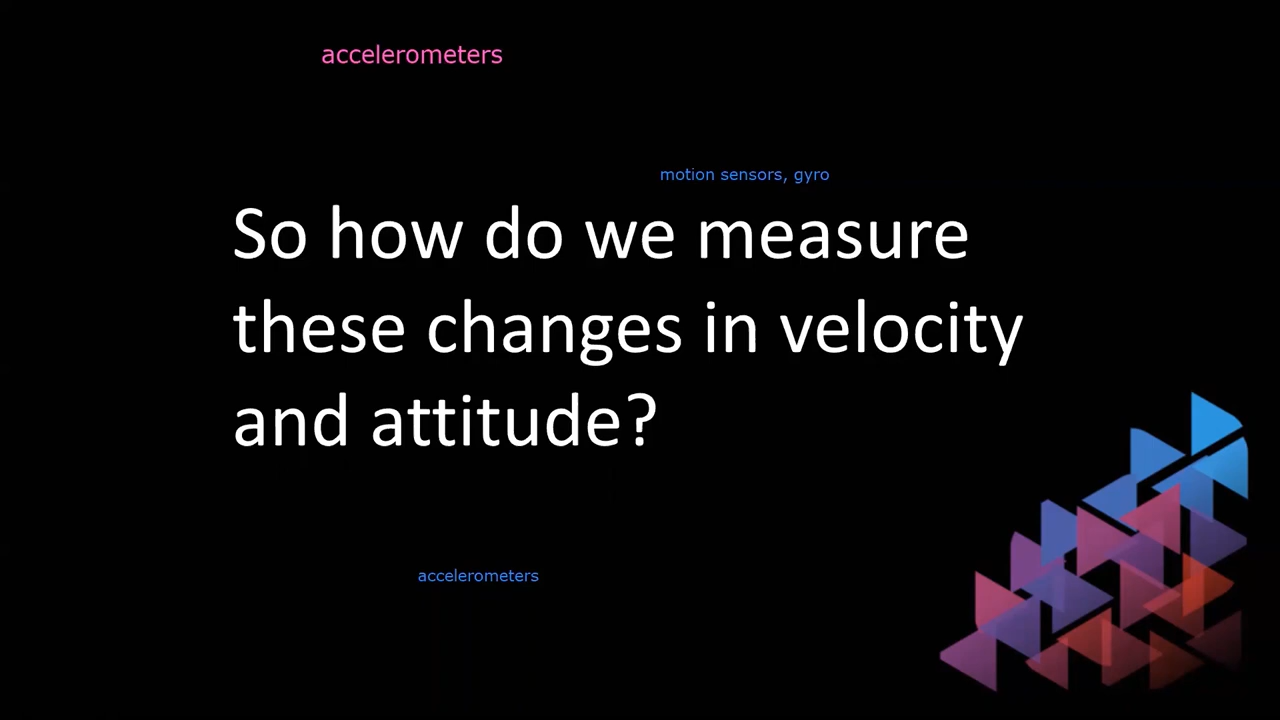 accelerometers
motion sensors, gyro
So how do we measure
these changes in velocity
and attitude?
accelerometers